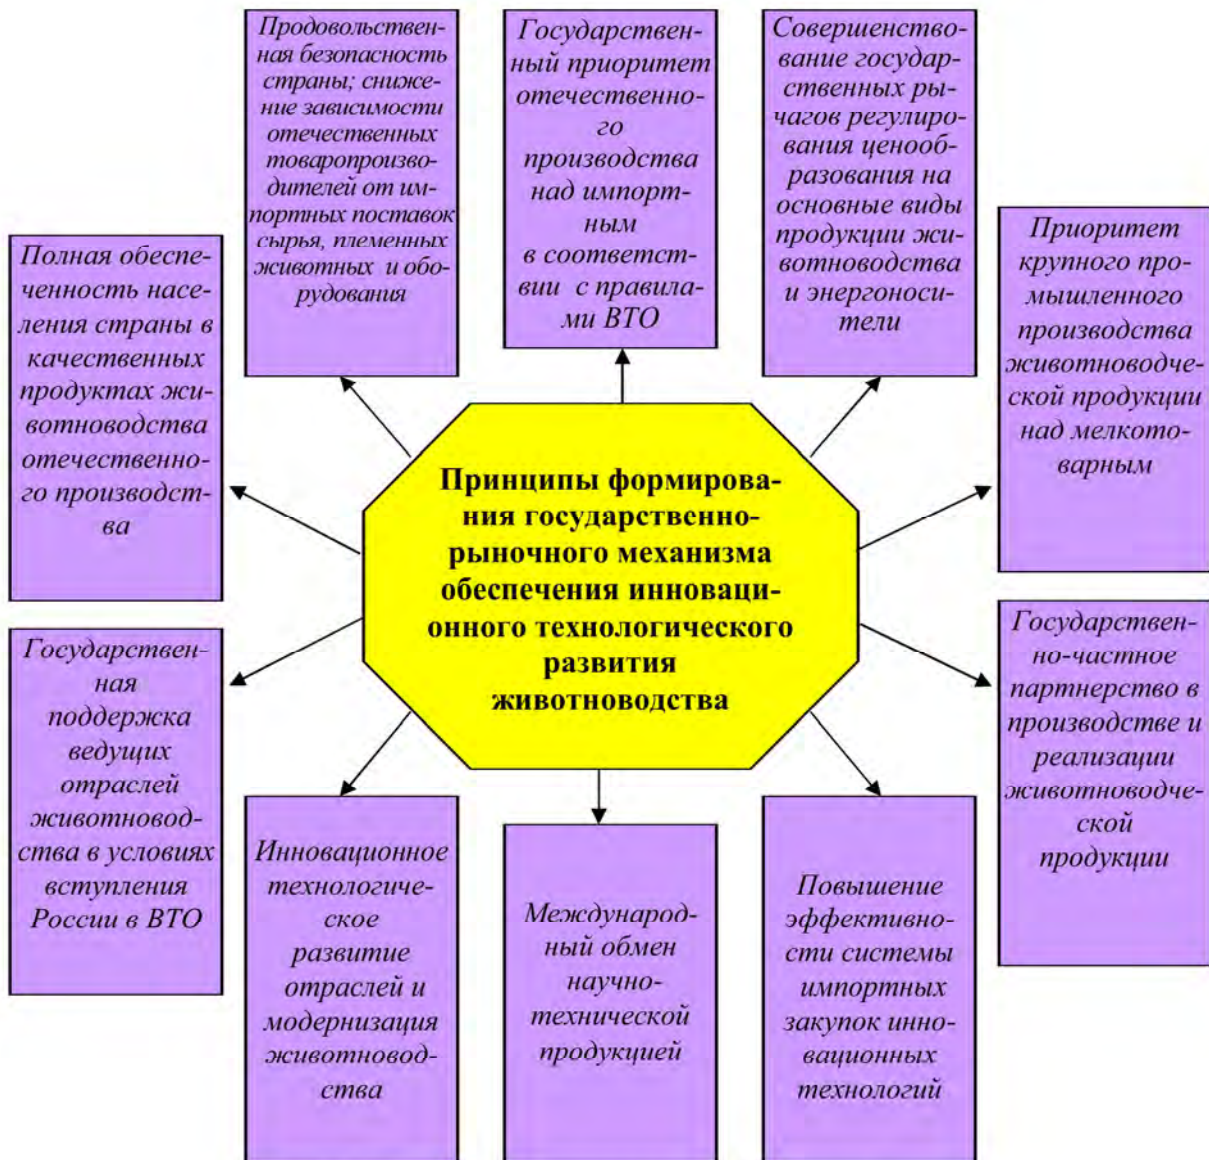 Продовольствен-
ная безопасность
страны; сниже-
ние зависимости
отечественных
товаропроизво-
дителей от им-
портных поставок
сырья, племенных
животных и обо-
рудования
Государствен-
ный приоритет
отечественно-
го
производства
над импорт-
ным
в соответст-
вии с правила-
ми ВТО
Совершенство-
вание государ-
ственных ры-
чагов регулиро-
вания ценооб-
разования на
основные виды
продукции жи-
вотноводства
и энергоноси-
тели
Полная обеспе-
ченность насе-
ления страны в
качественных
продуктах жи-
вотноводства
отечественно-
го производст-
ва
Приоритет
крупного про-
мышленного
производства
животноводче-
ской продукции
над мелкото-
варным
Принципы формирова-
ния государственно-
рыночного механизма
обеспечения инноваци-
онного технологического
развития
животноводства
Государствен-
ная
поддержка
ведущих
отраслей
животновод-
ства в условиях
вступления
России в ВТО
Государствен-
но-частное
партнерство в
производстве и
реализации
животноводче-
ской
продукции
Инновационное
технологиче-
ское
развитие
отраслей и
модернизация
животновод-
ства
Международ-
ный обмен
научно-
технической
продукцией
Повышение
эффективно-
сти системы
импортных
закупок инно-
вационных
технологий